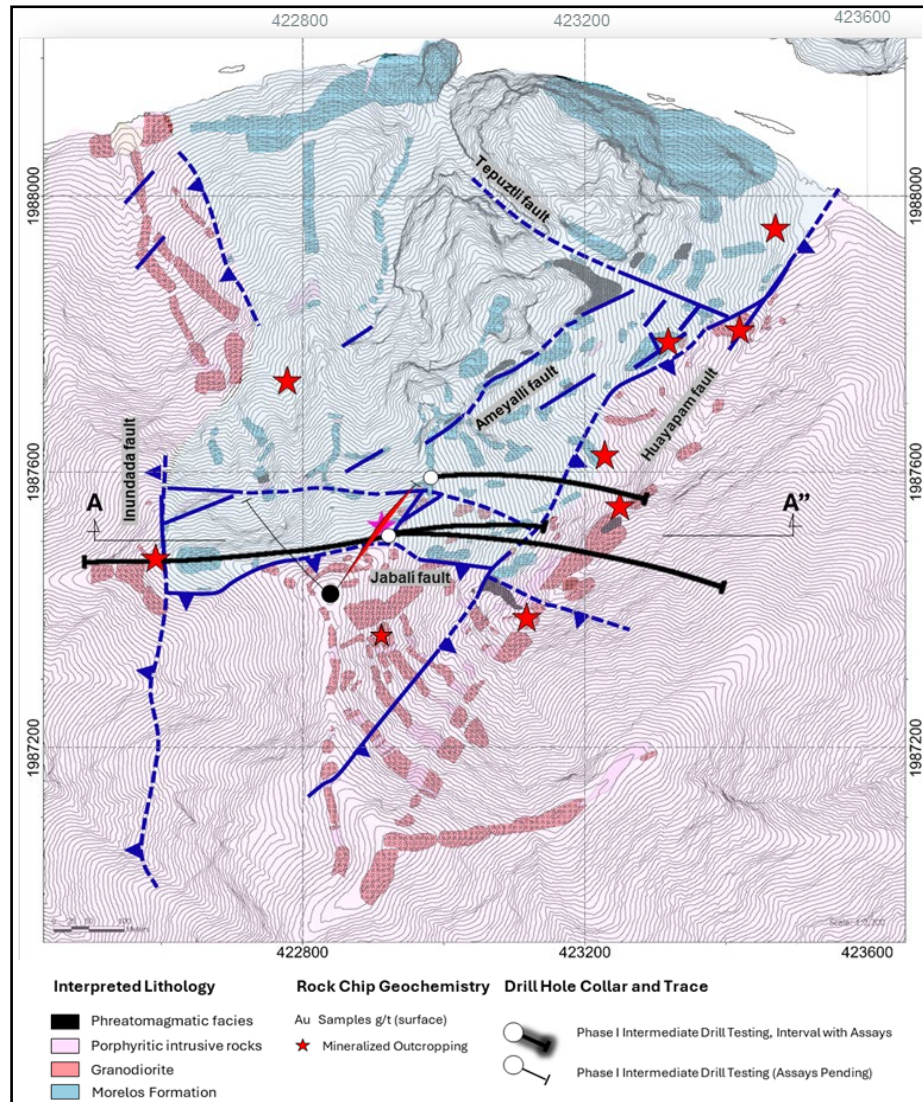 422800 423200 423600
1988000 1988000
Tepuztli fault
Ameyalli fault
Huayapam fault
Inundada fault
1987600 1987600
A A’’
Jabali fault
1987200 1987200
422800 423200 423600
Interpreted Lithology
Phreatomagmatic facies
Porphyritic intrusive rocks
Granodiorite
Morelos Formation
Rock Chip Geochemistry
Au Samples g/t (surface)
Mineralized Outcropping
Drill Hole Collar and Trace
Phase I Intermediate Drill Testing, Interval with Assays
Phase I Intermediate Drill Testing (Assays Pending)